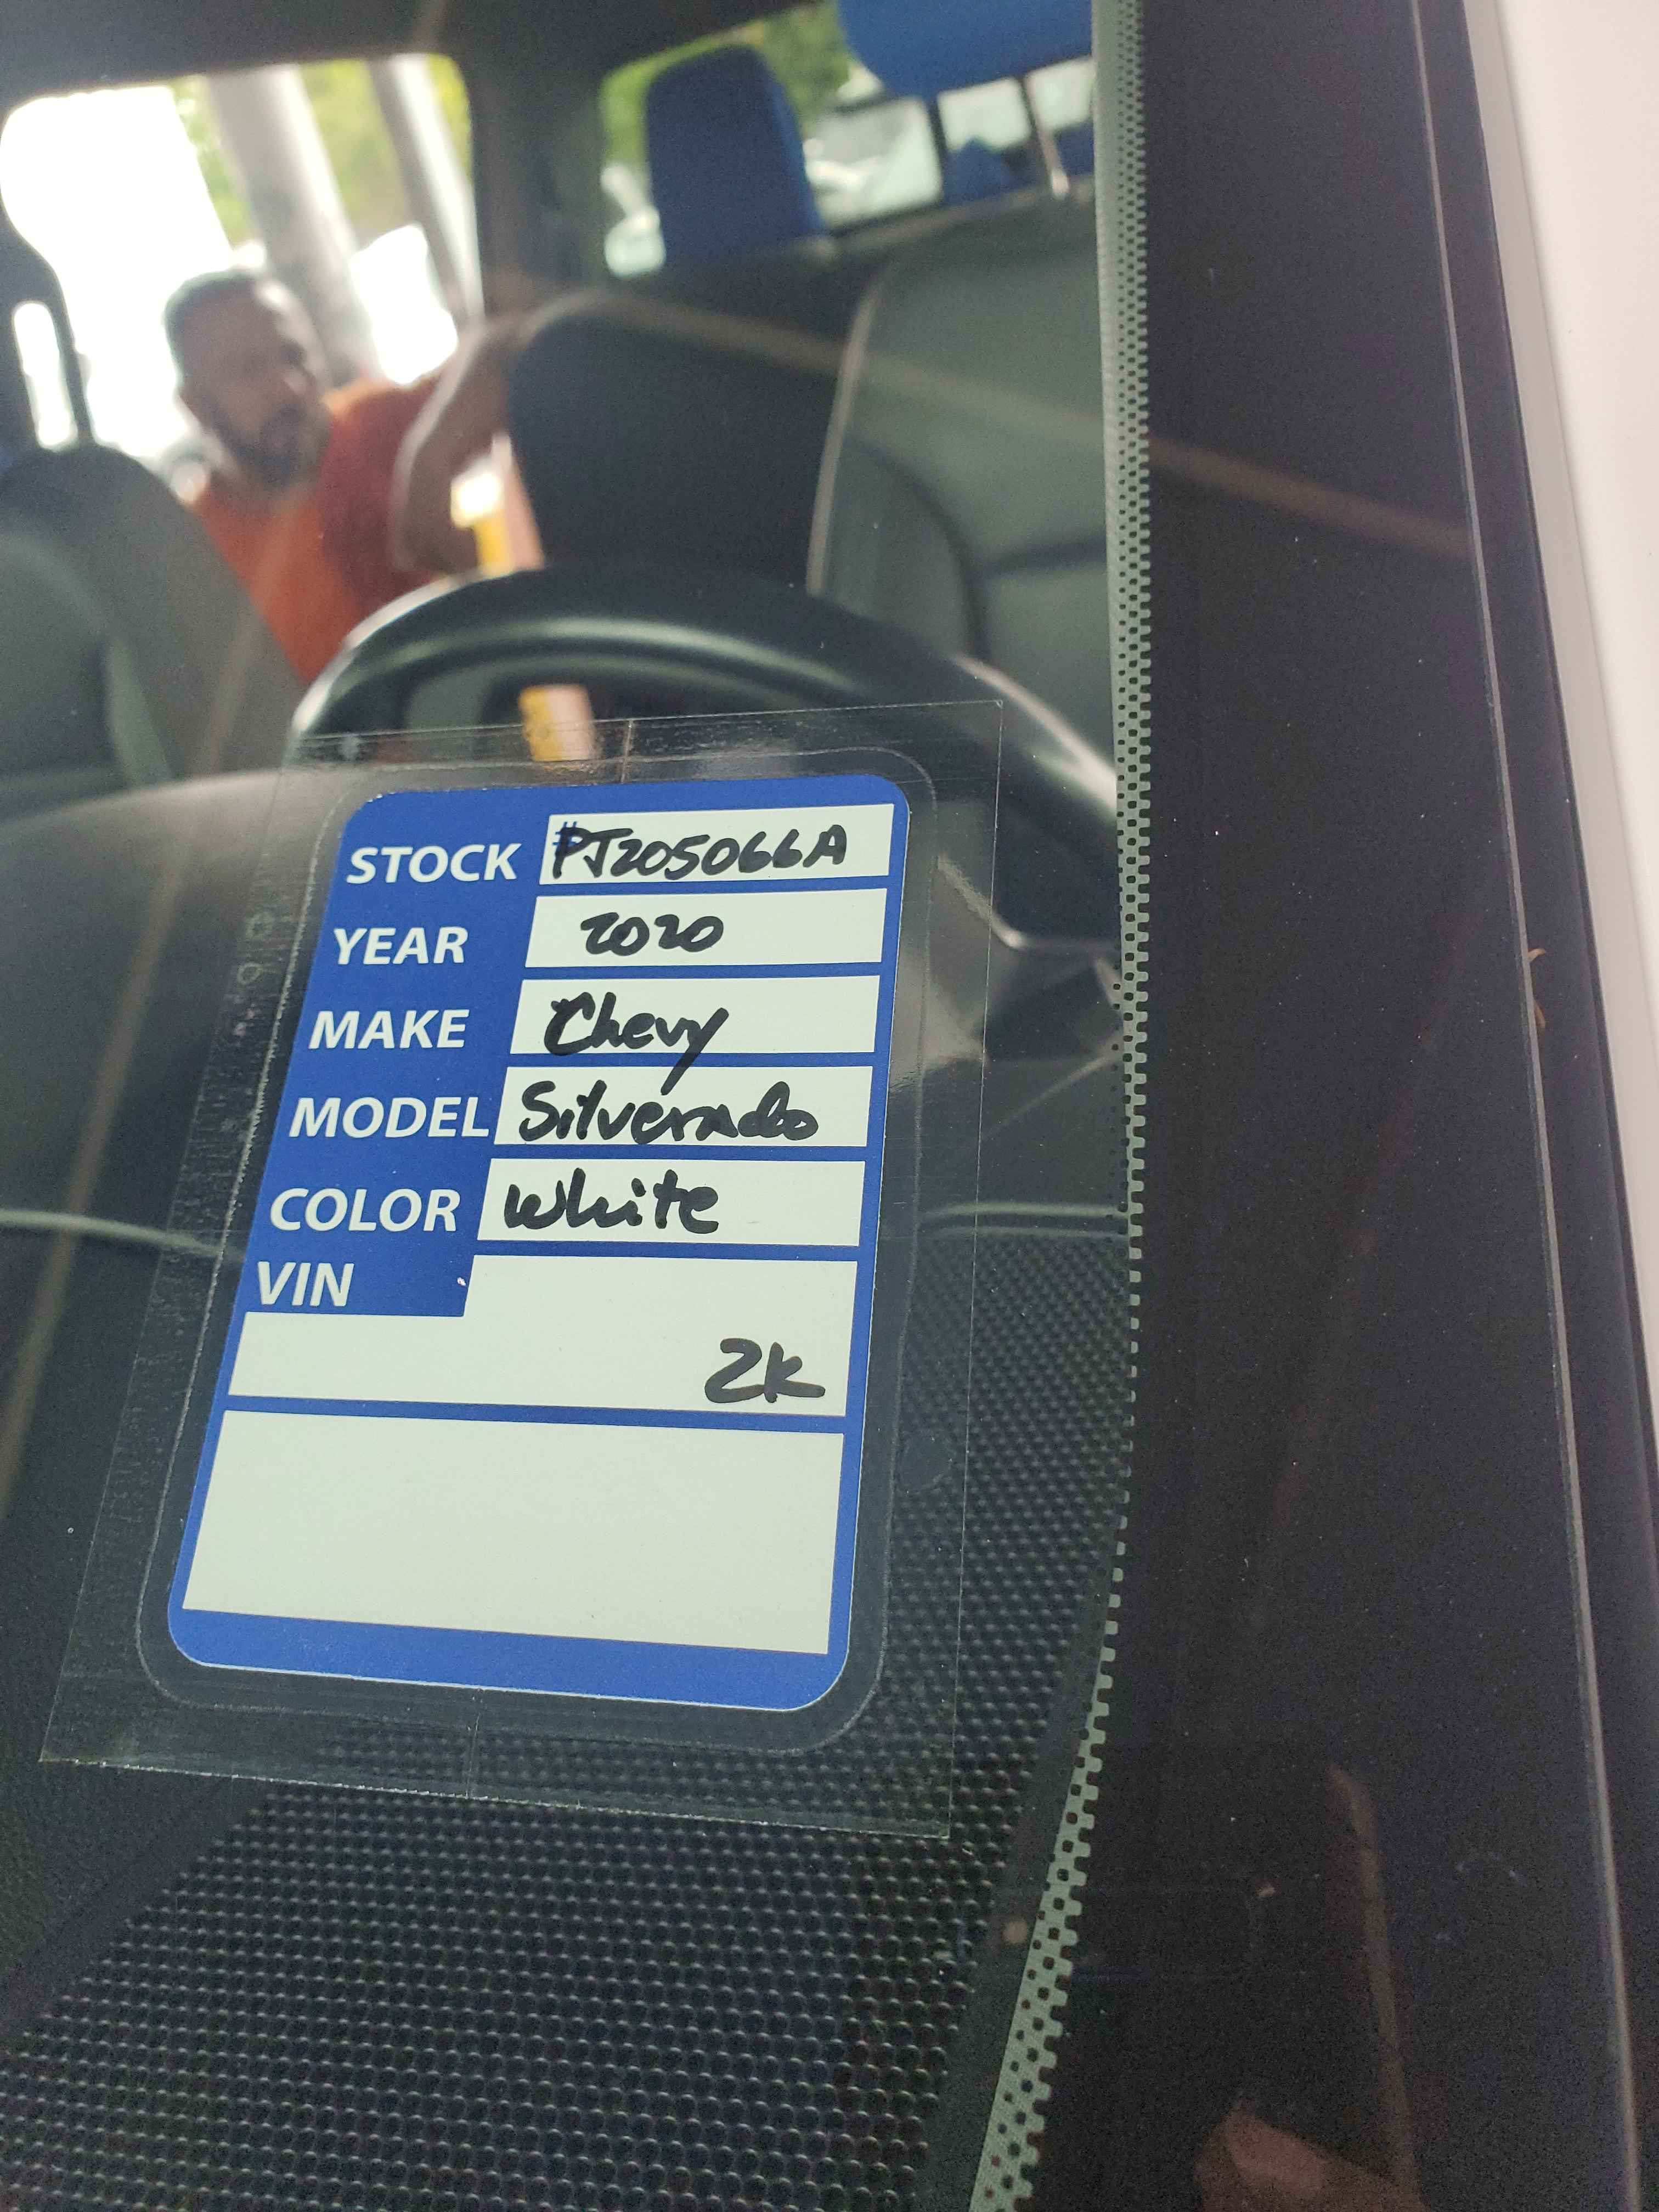 STOCK #PJ205066A
YEAR 2020
MAKE Chevy
MODEL Silverado
COLOR White
VIN
2K